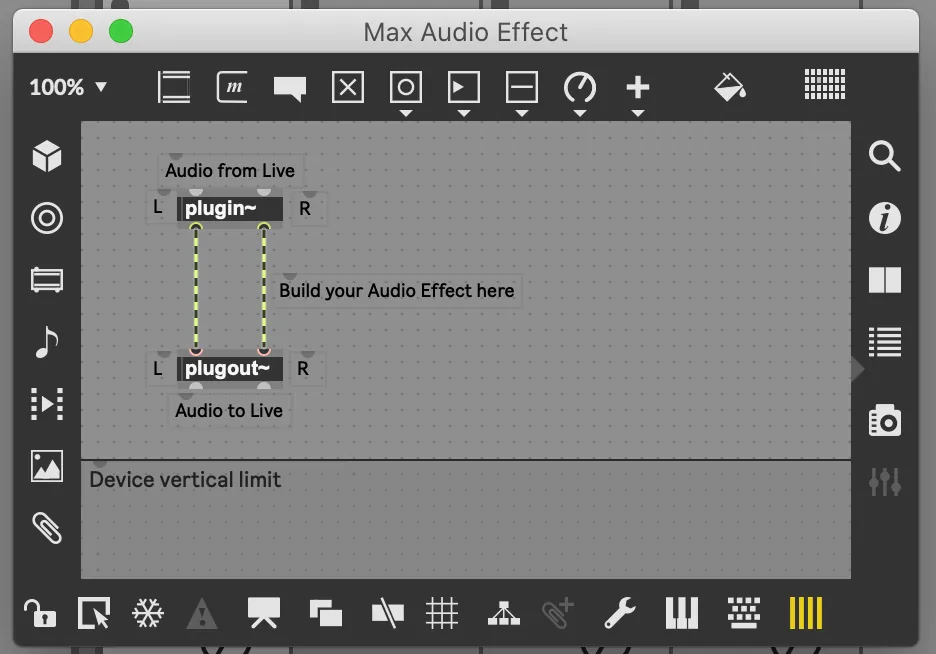 Max Audio Effect
100%
m
Audio from Live
L plugin~ R
Build your Audio Effect here
L plugout~ R
Audio to Live
Device vertical limit